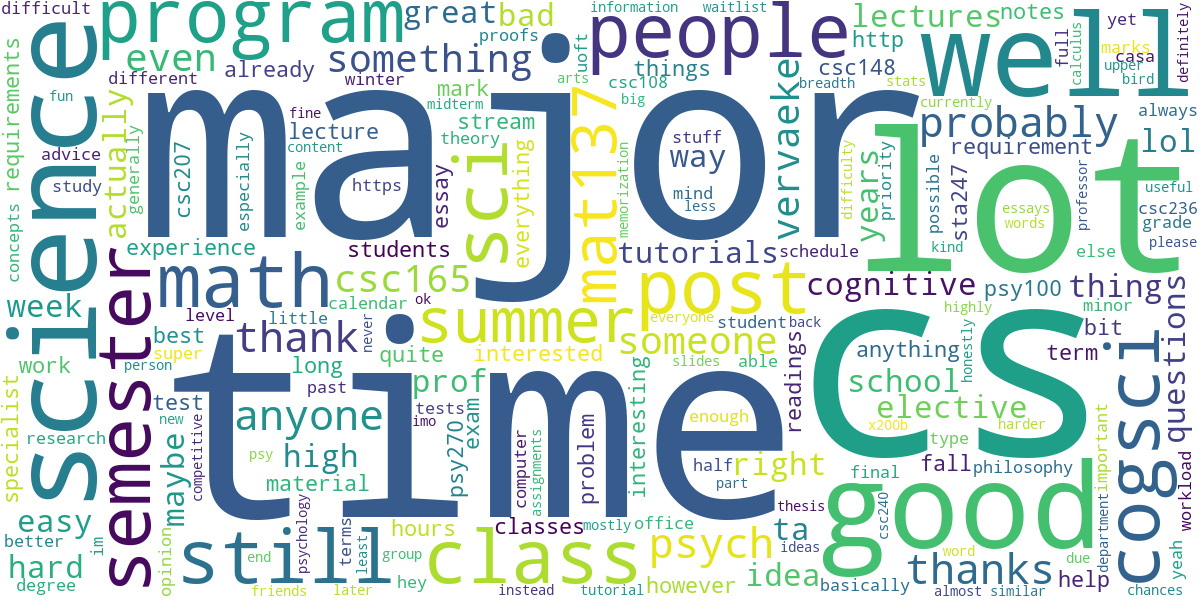 difficult
program
great
bad
information
waitlist
people
lectures
notes
yet
definitely
proofs
uoft
http
well
full
calculus
marks
casa
upper
bird
science
even
something
things
csc148
different
already
winter
mark
csc108
arts
breadth
stats
concepts
requirements
fun
actually
major
fine
midterm
big
vervaeke
currently
always
lecture
stream
theory
mat137
stuff
way
probably
lol
content
sci
memorization
mind
less
difficulty
years
priority
lot
requirement
advice
study
generally
csc207
especially
example
https
essay
everything
possible
sta247
essays
words
professor
useful
csc236
grade
please
experience
students
tutorials
schedule
kind
else
semester
math
csc165
post
cognitive
psy100
thing
minor
week
level
little
calendar
ok
summer
everyone
student
back
highly
bit
best
super
person
thank
never
quite
interested
someone
slides
able
anything
honestly
term
work
time
long
prof
interesting
readings
school
cs
cogsci
questions
specialist
test
new
anyone
past
tests
imo
exam
enough
elective
x200b
harder
type
research
maybe
competitive
psy
high
material
psy270
computer
assignments
problem
half
part
right
final
fall
philosophy
important
workload
easy
better
im
hours
classes
mostly
office
thesis
ta
ideas
csc240
good
word
due
department
hard
degree
opinion
still
end
psychology
terms
least
group
class
psych
idea
basically
thanks
help
yeah
friends
later
hey
instead
tutorial
however
almost
similar
chances